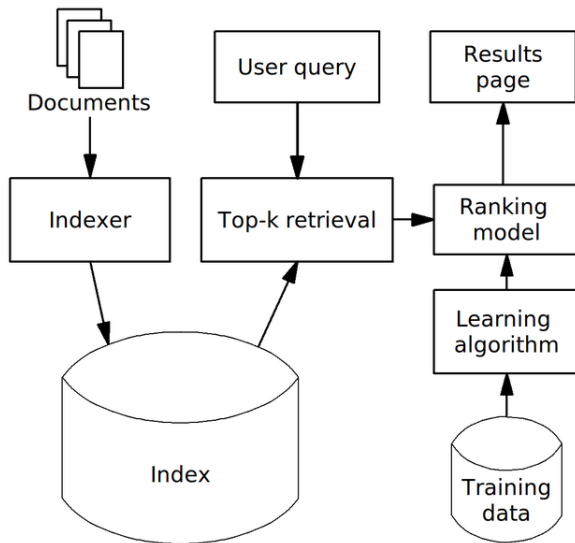 Documents
User query
Results
page
Indexer
Top-k retrieval
Ranking
model
Learning
algorithm
Index
Training
data